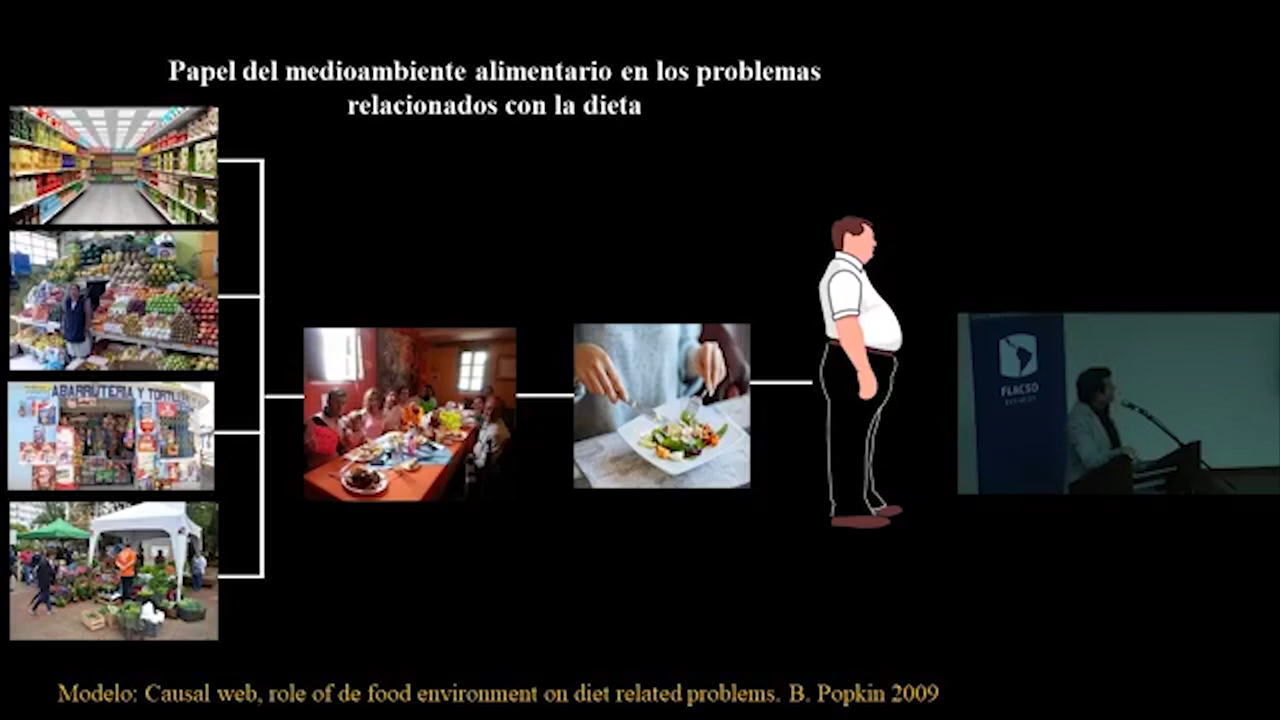 Papel del medioambiente alimentario en los problemas
relacionados con la dieta
ABARRUTERIA Y TORTILL
FLACSO
ECUADOR
Modelo: Causal web, role of de food environment on diet related problems. B. Popkin 2009